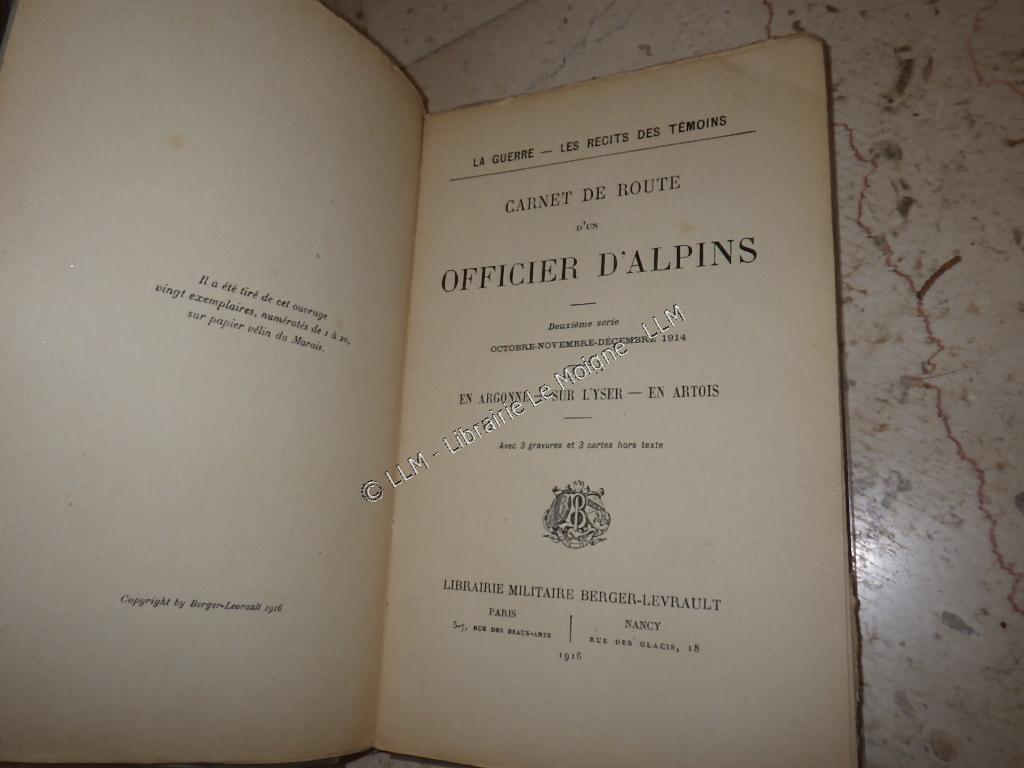 Il a été tiré de cet ouvrage
vingt exemplaires, numérotés de 1 à 20,
sur papier vélin du Marais.
Copyright by Berger-Levrault 1916
LA GUERRE — LES RÉCITS DES TÉMOINS
CARNET DE ROUTE
D'UN
OFFICIER D'ALPINS
Deuxième série
OCTOBRE-NOVEMBRE-DÉCEMBRE 1914
EN ARGONNE — SUR L'YSER — EN ARTOIS
Avec 3 gravures et 3 cartes hors texte
LIBRAIRIE MILITAIRE BERGER-LEVRAULT
PARIS
5-7, RUE DES BEAUX-ARTS
NANCY
RUE DES GLACIS, 18
1916
© LLM - Librairie Le Moigne - LLM